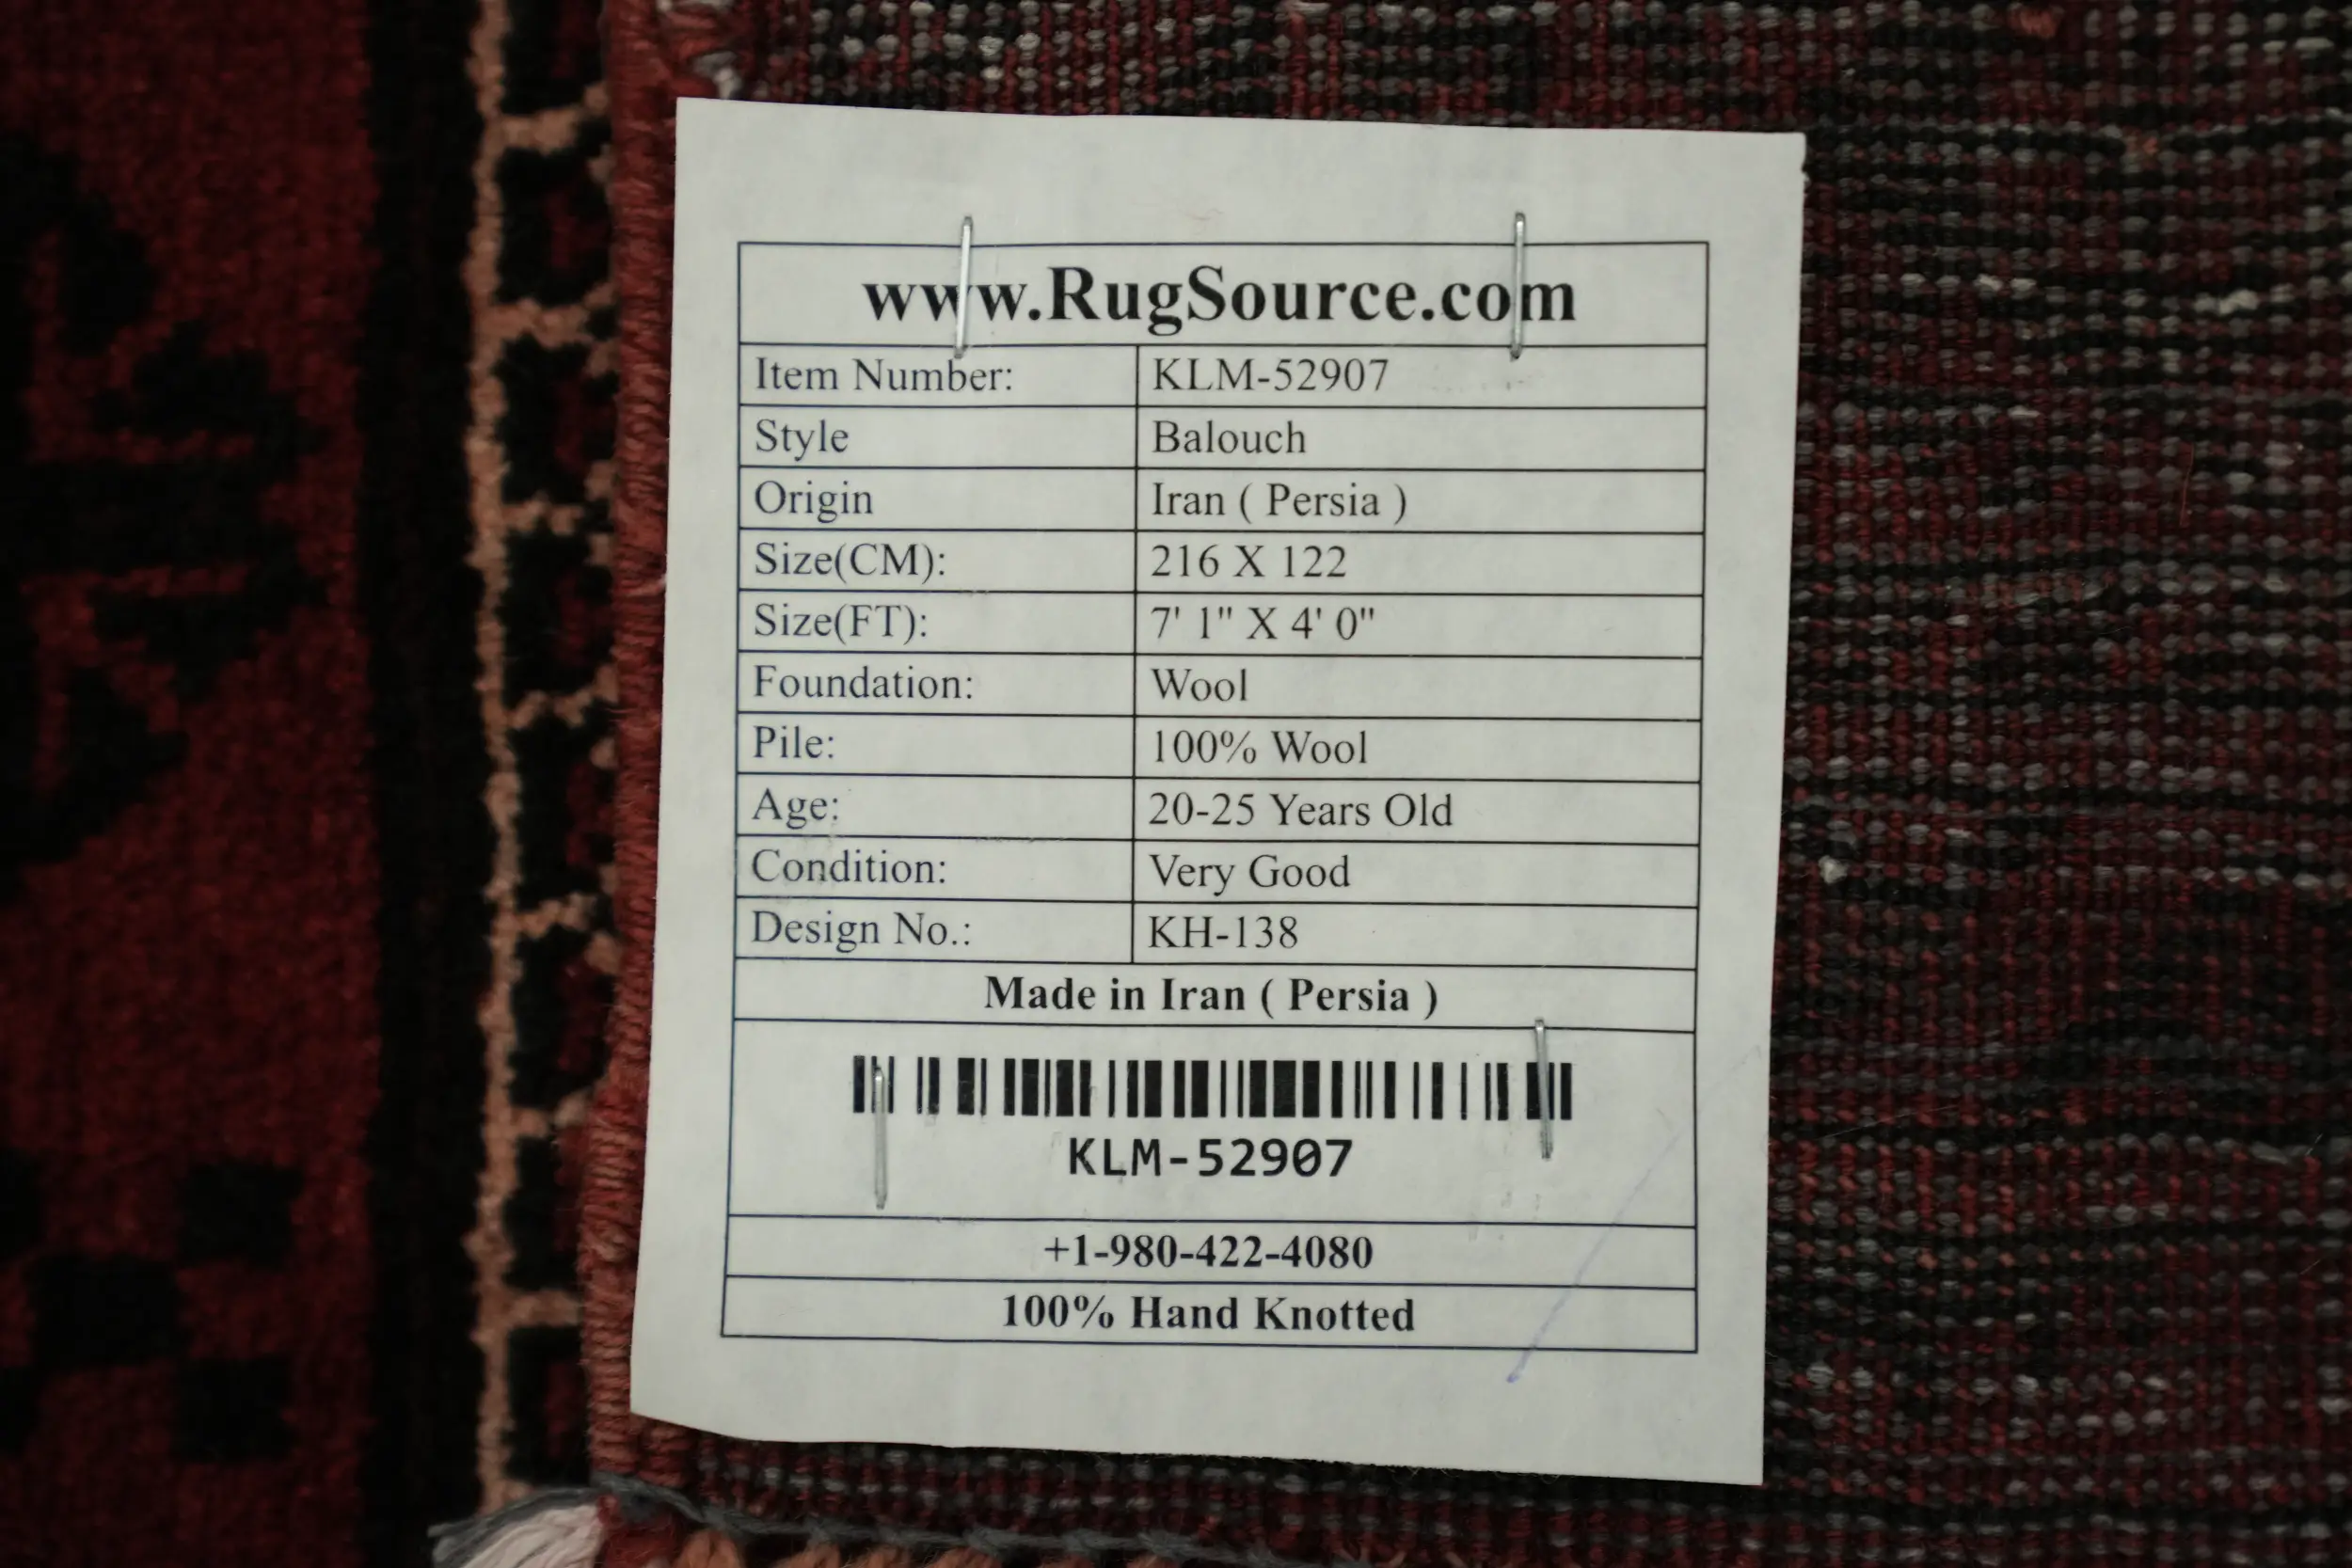 www.RugSource.com
Item Number: KLM-52907
Style Balouch
Origin Iran ( Persia )
Size(CM): 216 X 122
Size(FT): 7' 1" X 4' 0"
Foundation: Wool
Pile: 100% Wool
Age: 20-25 Years Old
Condition: Very Good
Design No.: KH-138
Made in Iran ( Persia )
KLM-52907
+1-980-422-4080
100% Hand Knotted